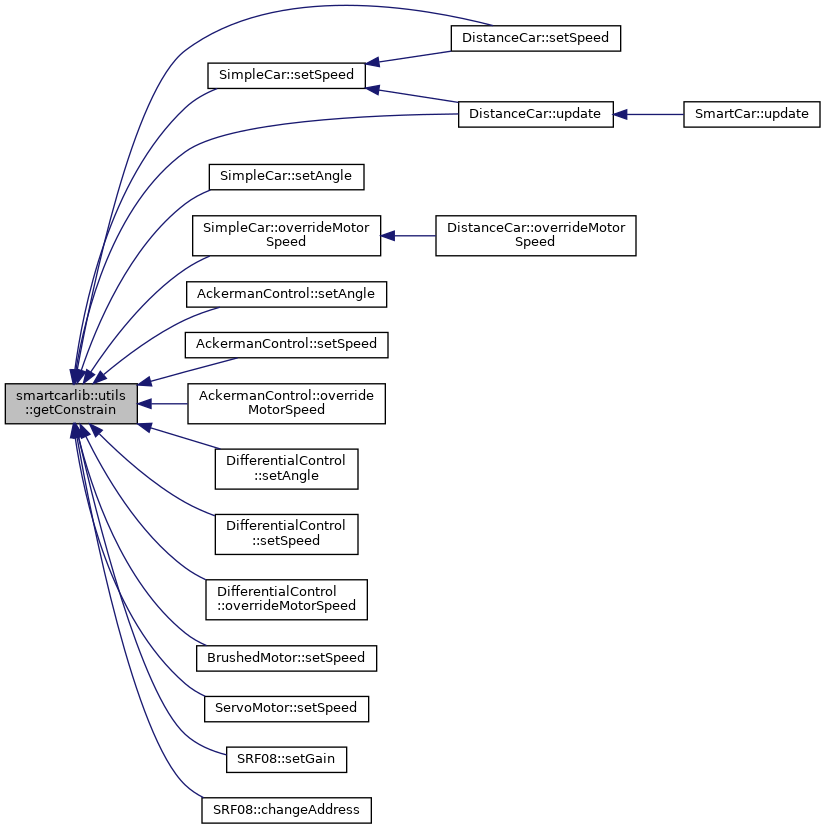 DistanceCar::setSpeed
SimpleCar::setSpeed
DistanceCar::update
SmartCar::update
SimpleCar::setAngle
SimpleCar::overrideMotor
Speed
DistanceCar::overrideMotor
Speed
AckermanControl::setAngle
AckermanControl::setSpeed
smartcarlib::utils
::getConstrain
AckermanControl::override
MotorSpeed
DifferentialControl
::setAngle
DifferentialControl
::setSpeed
DifferentialControl
::overrideMotorSpeed
BrushedMotor::setSpeed
ServoMotor::setSpeed
SRF08::setGain
SRF08::changeAddress